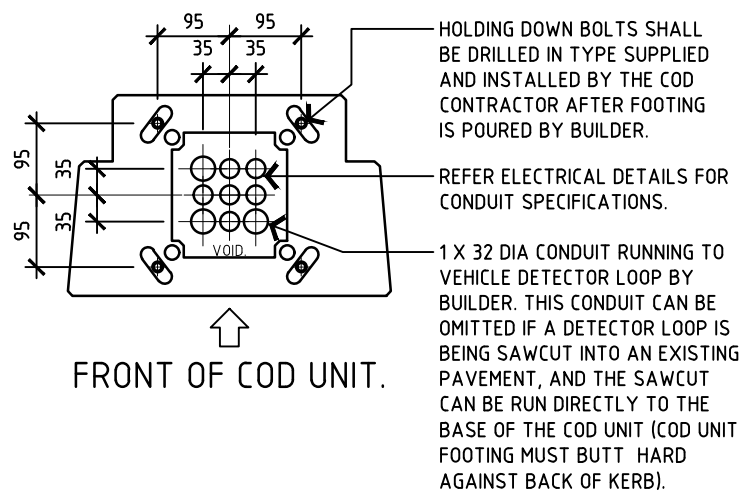 95
95
35
35
HOLDING DOWN BOLTS SHALL
BE DRILLED IN TYPE SUPPLIED
AND INSTALLED BY THE COD
CONTRACTOR AFTER FOOTING
IS POURED BY BUILDER.
95
35
35
95
REFER ELECTRICAL DETAILS FOR
CONDUIT SPECIFICATIONS.
VOID.
1 X 32 DIA CONDUIT RUNNING TO
VEHICLE DETECTOR LOOP BY
BUILDER. THIS CONDUIT CAN BE
OMITTED IF A DETECTOR LOOP IS
BEING SAWCUT INTO AN EXISTING
PAVEMENT, AND THE SAWCUT
CAN BE RUN DIRECTLY TO THE
BASE OF THE COD UNIT (COD UNIT
FOOTING MUST BUTT HARD
AGAINST BACK OF KERB).
FRONT OF COD UNIT.